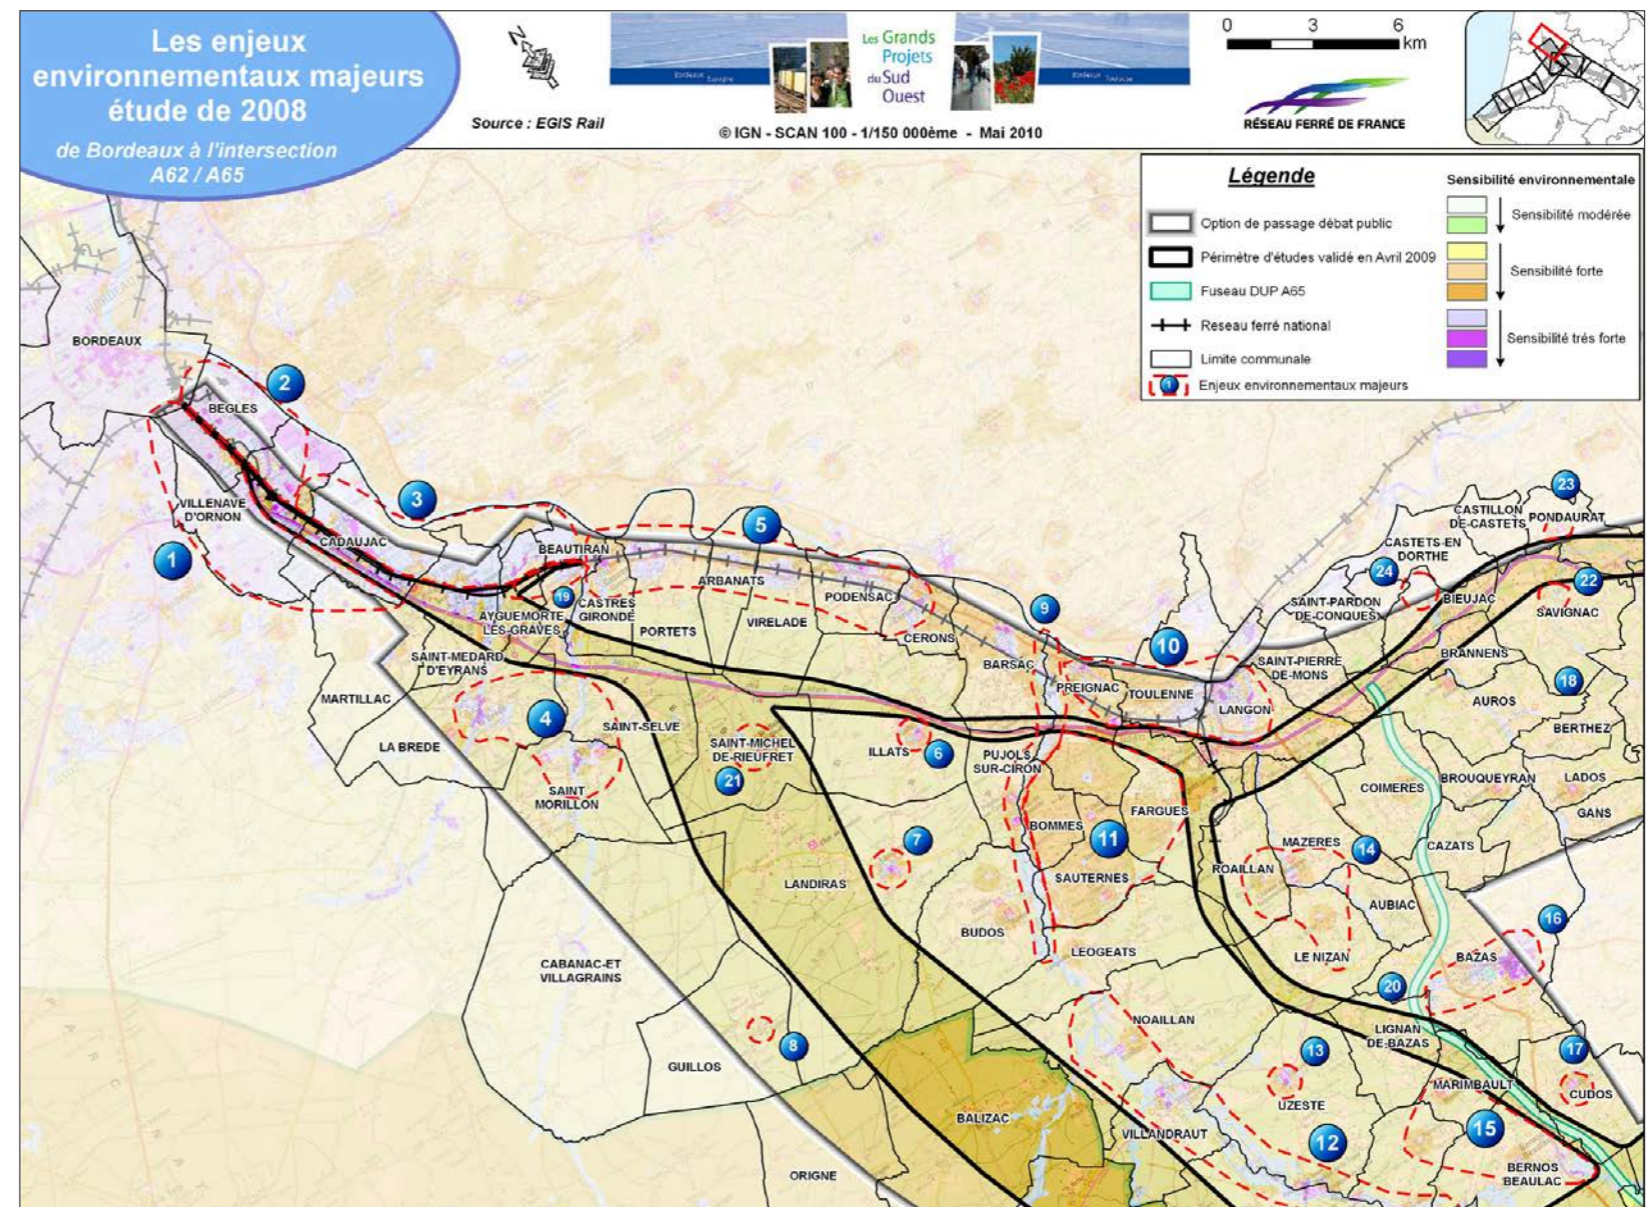 Les enjeux
environnementaux majeurs
étude de 2008
de Bordeaux à l'intersection
A62 / A65
N
Source : EGIS Rail
Bordeaux Espagne
Les Grands
Projets
du Sud
Ouest
Bordeaux Toulouse
© IGN - SCAN 100 - 1/150 000ème - Mai 2010
0 3 6
km
RÉSEAU FERRÉ DE FRANCE
Légende
Option de passage débat public
Périmètre d'études validé en Avril 2009
Fuseau DUP A65
Reseau ferré national
Limite communale
1
Enjeux environnementaux majeurs
Sensibilité environnementale
Sensibilité modérée
Sensibilité forte
Sensibilité trés forte
BORDEAUX
2
BEGLES
VILLENAVE
D'ORNON
1
3
CADAUJAC
BEAUTIRAN
5
19
AYGUEMORTE
LES-GRAVES
CASTRES
GIRONDE
PORTETS
ARBANATS
VIRELADE
PODENSAC
CERONS
9
BARSAC
10
PREIGNAC
TOULENNE
LANGON
SAINT-PIERRE
DE-MONS
SAINT-PARDON
DE-CONQUES
24
CASTETS-EN
DORTHE
CASTILLON
DE-CASTETS
23
PONDAURAT
22
BIEUJAC
SAVIGNAC
BRANNENS
18
AUROS
BERTHEZ
SAINT-MEDARD
D'EYRANS
MARTILLAC
LA BREDE
4
SAINT-SELVE
SAINT
MORILLON
SAINT-MICHEL
DE-RIEUFRET
21
ILLATS
6
PUJOLS
SUR-CIRON
7
LANDIRAS
BOMMES
11
FARGUES
SAUTERNES
BUDOS
LEOGEATS
ROAILLAN
MAZERES
14
COIMERES
BROUQUEYRAN
LADOS
GANS
CAZATS
AUBIAC
LE NIZAN
16
BAZAS
20
LIGNAN
DE-BAZAS
CABANAC-ET
VILLAGRAINS
8
GUILLOS
NOAILLAN
13
UZESTE
17
MARIMBAULT
CUDOS
BALIZAC
VILLANDRAUT
12
15
BERNOS
BEAULAC
ORIGNE